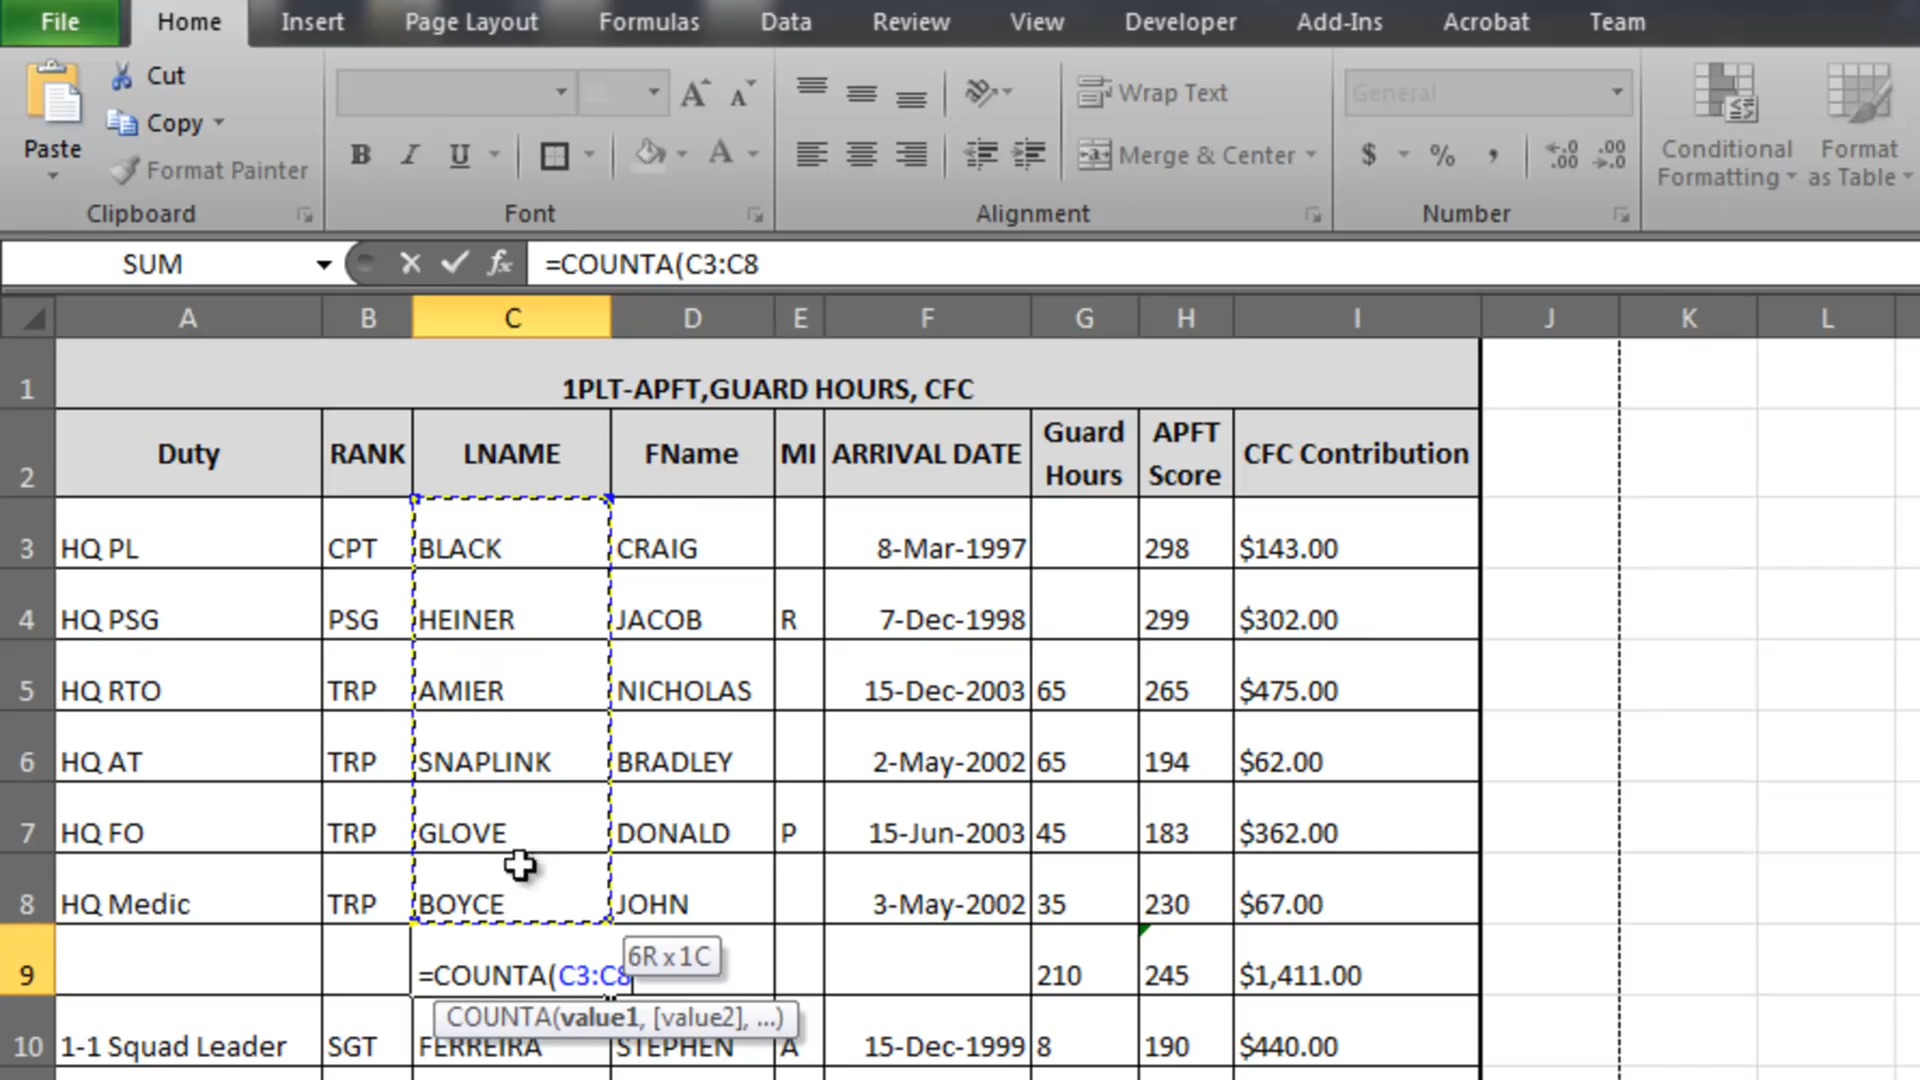 File Home Insert Page Layout Formulas Data Review View Developer Add-Ins Acrobat Team
Paste
Cut
Copy
Format Painter
Clipboard
B I U
A A
A
Font
Wrap Text
Merge & Center
Alignment
General
$ % ,
Number
Conditional Formatting
Format as Table
SUM fx =COUNTA(C3:C8
A B C D E F G H I J K L
1 1PLT-APFT,GUARD HOURS, CFC
2 Duty RANK LNAME FName MI ARRIVAL DATE Guard Hours APFT Score CFC Contribution
3 HQ PL CPT BLACK CRAIG 8-Mar-1997 298 $143.00
4 HQ PSG PSG HEINER JACOB R 7-Dec-1998 299 $302.00
5 HQ RTO TRP AMIER NICHOLAS 15-Dec-2003 65 265 $475.00
6 HQ AT TRP SNAPLINK BRADLEY 2-May-2002 65 194 $62.00
7 HQ FO TRP GLOVE DONALD P 15-Jun-2003 45 183 $362.00
8 HQ Medic TRP BOYCE JOHN 3-May-2002 35 230 $67.00
9 =COUNTA(C3:C8 210 245 $1,411.00
6R x 1C
COUNTA(value1, [value2], ...)
10 1-1 Squad Leader SGT FERREIRA STEPHEN A 15-Dec-1999 8 190 $440.00